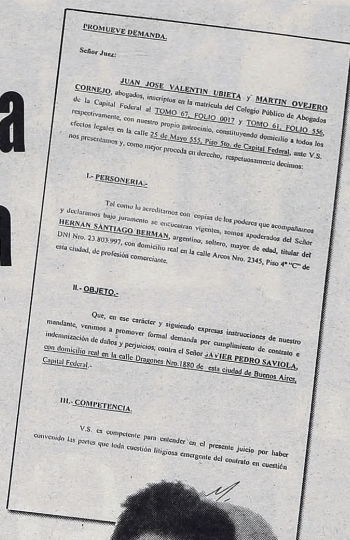 a
a
PROMUEVE DEMANDA.
Señor Juez:
JUAN JOSE VALENTIN UBIETA y MARTIN OVEJERO
CORNEJO, abogados, inscriptos en la matrícula del Colegio Público de Abogados
de la Capital Federal al TOMO 67, FOLIO 0017 y TOMO 61, FOLIO 556,
respectivamente, con nuestro propio patrocinio, constituyendo domicilio a todos los
efectos legales en la calle 25 de Mayo 555, Piso 5to. de Capital Federal, ante V.S.
nos presentamos y, como mejor proceda en derecho, respetuosamente decimos:
I.- PERSONERIA.-
Tal como lo acreditamos con copias de los poderes que acompañamos
y declaramos bajo juramento se encuentran vigentes, somos apoderados del Señor
HERNAN SANTIAGO BERMAN, argentino, soltero, mayor de edad, titular del
DNI Nro. 23.803.997, con domicilio real en la calle Arcos Nro. 2345, Piso 4º "C" de
esta ciudad, de profesión comerciante.
II.- OBJETO.-
Que, en ese carácter y siguiendo expresas instrucciones de nuestro
mandante, venimos a promover formal demanda por cumplimiento de contrato e
indemnización de daños y perjuicios, contra el Señor JAVIER PEDRO SAVIOLA,
con domicilio real en la calle Dragones Nro.1880 de esta ciudad de Buenos Aires,
Capital Federal.-
III.- COMPETENCIA.
V.S. es competente para entender en el presente juicio por haber
convenido las partes que toda cuestión litigiosa emergente del contrato en cuestión